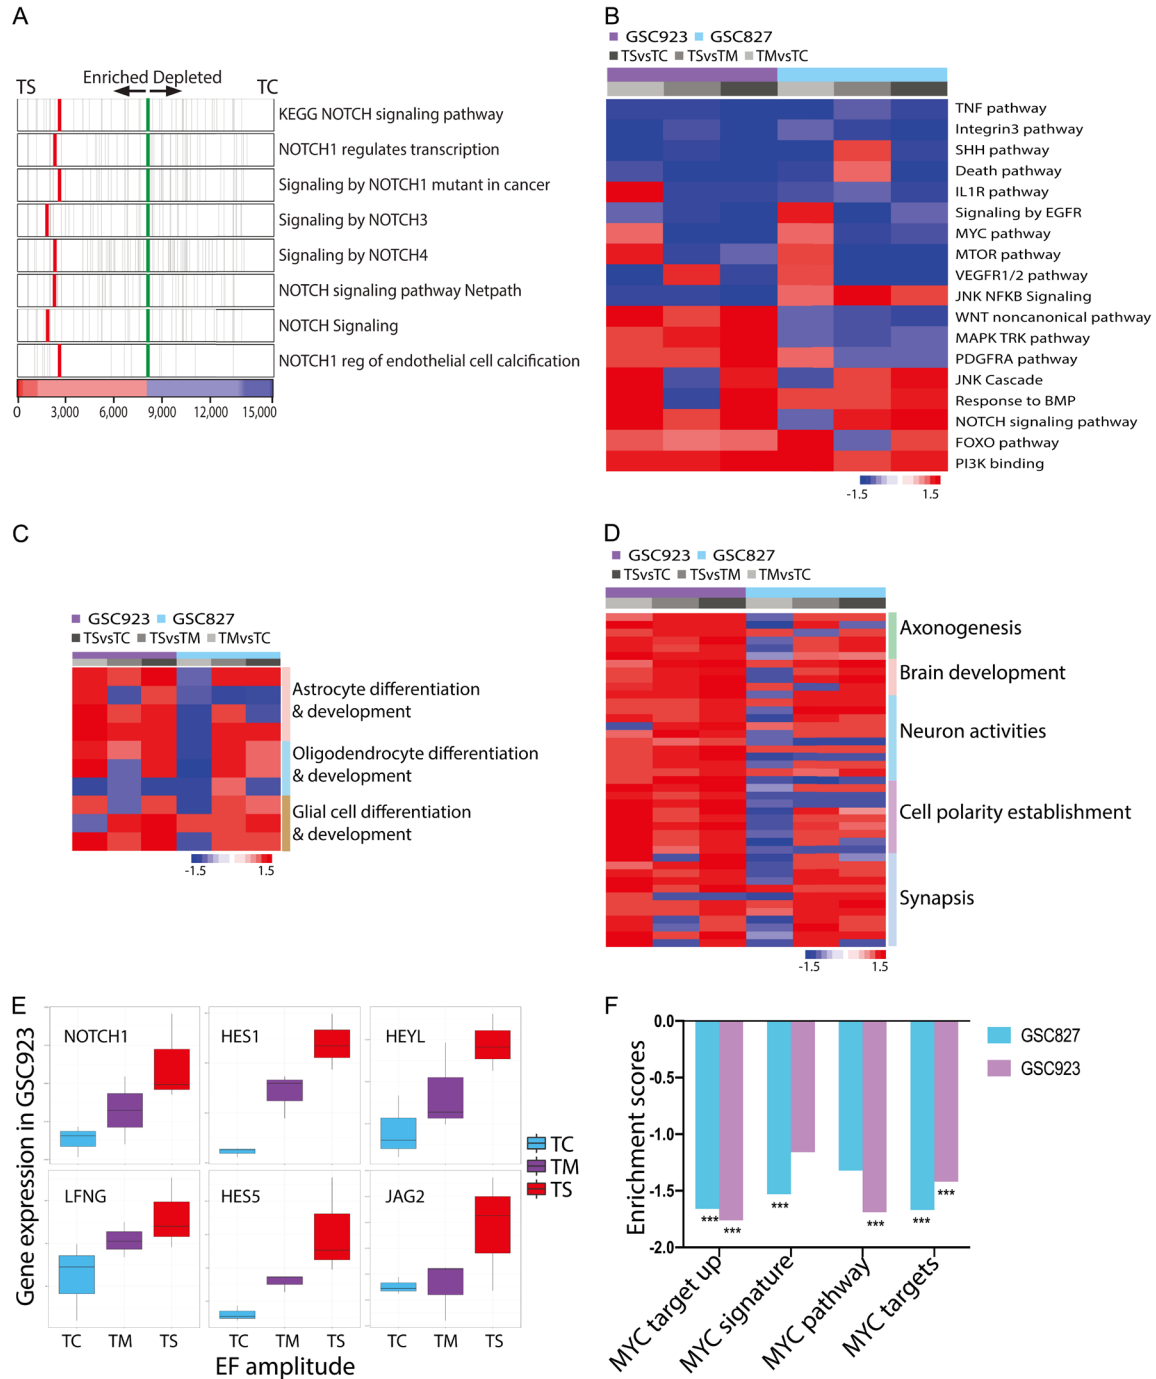 A
TS
Enriched Depleted
TC
KEGG NOTCH signaling pathway
NOTCH1 regulates transcription
Signaling by NOTCH1 mutant in cancer
Signaling by NOTCH3
Signaling by NOTCH4
NOTCH signaling pathway Netpath
NOTCH Signaling
NOTCH1 reg of endothelial cell calcification
0 3,000 6,000 9,000 12,000 15,000
B
GSC923 GSC827
TSvsTC TSvsTM TMvsTC
TNF pathway
Integrin3 pathway
SHH pathway
Death pathway
IL1R pathway
Signaling by EGFR
MYC pathway
MTOR pathway
VEGFR1/2 pathway
JNK NFKB Signaling
WNT noncanonical pathway
MAPK TRK pathway
PDGFRA pathway
JNK Cascade
Response to BMP
NOTCH signaling pathway
FOXO pathway
PI3K binding
-1.5 1.5
C
GSC923 GSC827
TSvsTC TSvsTM TMvsTC
Astrocyte differentiation
& development
Oligodendrocyte differentiation
& development
Glial cell differentiation
& development
-1.5 1.5
D
GSC923 GSC827
TSvsTC TSvsTM TMvsTC
Axonogenesis
Brain development
Neuron activities
Cell polarity establishment
Synapsis
-1.5 1.5
E
Gene expression in GSC923
NOTCH1
HES1
HEYL
LFNG
HES5
JAG2
TC
TM
TS
TC TM TS TC TM TS TC TM TS
EF amplitude
F
Enrichment scores
0.0
-0.5
-1.0
-1.5
-2.0
*** *** *** *** *** ***
MYC target up
MYC signature
MYC pathway
MYC targets
GSC827
GSC923